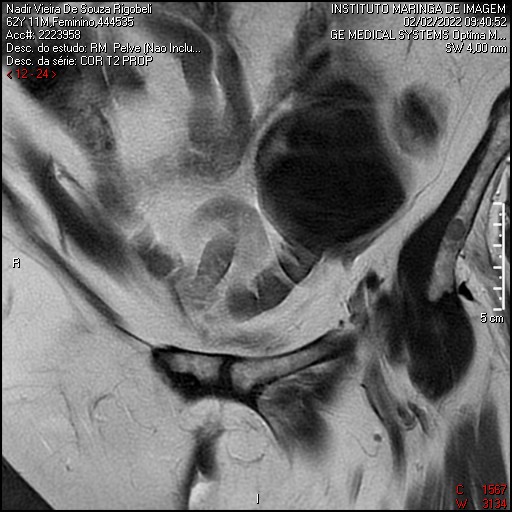 Nadir Vieira De Souza Rigobeli
62Y 11M,Feminino,444535
Acc#: 2223958
Desc. do estudo: RM_Pelve (Nao Inclu...
Desc. da série: COR T2 PROP
< 12 - 24 >
INSTITUTO MARINGA DE IMAGEM
02/02/2022 09:40:52
GE MEDICAL SYSTEMS Optima M...
SW 4,00 mm
R
5 cm
I
C 1567
W 3134